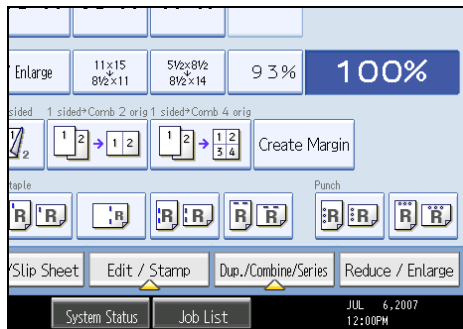 Enlarge 11×15 5½×8½ 93% 100%
8½×11 8½×14
sided 1 sided→Comb 2 orig 1 sided→Comb 4 orig
1 2 1 2 1 2 1 2 1 2 Create Margin
2 3 4
taple Punch
R R R R R R R R R R R
/Slip Sheet Edit / Stamp Dup./Combine/Series Reduce / Enlarge
System Status Job List JUL 6,2007
12:00PM